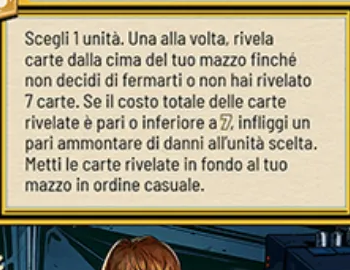 Scegli 1 unità. Una alla volta, rivela
carte dalla cima del tuo mazzo finché
non decidi di fermarti o non hai rivelato
7 carte. Se il costo totale delle carte
rivelate è pari o inferiore a 7, infliggi un
pari ammontare di danni all'unità scelta.
Metti le carte rivelate in fondo al tuo
mazzo in ordine casuale.